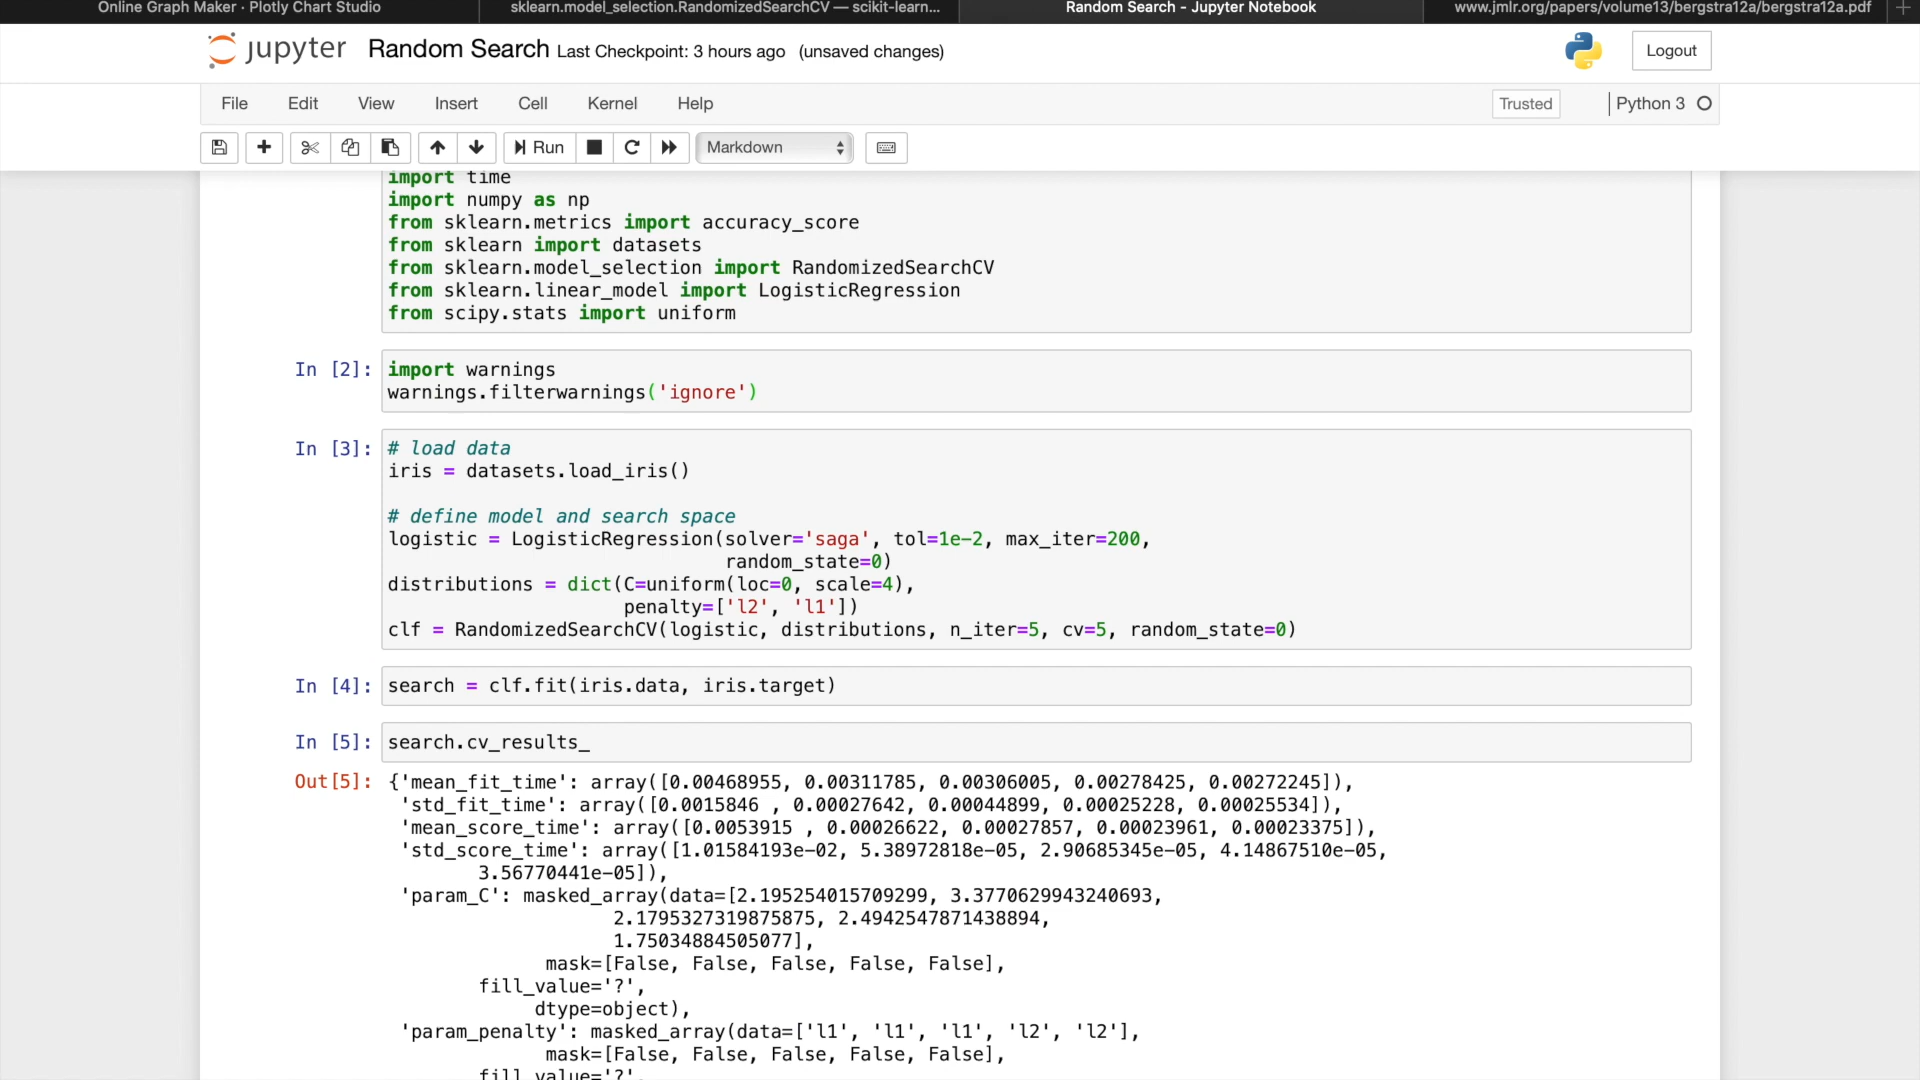 Online Graph Maker · Plotly Chart Studio
sklearn.model_selection.RandomizedSearchCV — scikit-learn...
Random Search - Jupyter Notebook
www.jmlr.org/papers/volume13/bergstra12a/bergstra12a.pdf
jupyter Random Search Last Checkpoint: 3 hours ago (unsaved changes)
Logout
File Edit View Insert Cell Kernel Help
Trusted
Python 3
Run
Markdown
import time
import numpy as np
from sklearn.metrics import accuracy_score
from sklearn import datasets
from sklearn.model_selection import RandomizedSearchCV
from sklearn.linear_model import LogisticRegression
from scipy.stats import uniform
In [2]: import warnings
warnings.filterwarnings('ignore')
In [3]: # load data
iris = datasets.load_iris()
# define model and search space
logistic = LogisticRegression(solver='saga', tol=1e-2, max_iter=200,
random_state=0)
distributions = dict(C=uniform(loc=0, scale=4),
penalty=['l2', 'l1'])
clf = RandomizedSearchCV(logistic, distributions, n_iter=5, cv=5, random_state=0)
In [4]: search = clf.fit(iris.data, iris.target)
In [5]: search.cv_results_
Out[5]: {'mean_fit_time': array([0.00468955, 0.00311785, 0.00306005, 0.00278425, 0.00272245]),
'std_fit_time': array([0.0015846 , 0.00027642, 0.00044899, 0.00025228, 0.00025534]),
'mean_score_time': array([0.0053915 , 0.00026622, 0.00027857, 0.00023961, 0.00023375]),
'std_score_time': array([1.01584193e-02, 5.38972818e-05, 2.90685345e-05, 4.14867510e-05,
3.56770441e-05]),
'param_C': masked_array(data=[2.195254015709299, 3.3770629943240693,
2.1795327319875875, 2.4942547871438894,
1.75034884505077],
mask=[False, False, False, False, False],
fill_value='?',
dtype=object),
'param_penalty': masked_array(data=['l1', 'l1', 'l1', 'l2', 'l2'],
mask=[False, False, False, False, False],
fill_value='?',